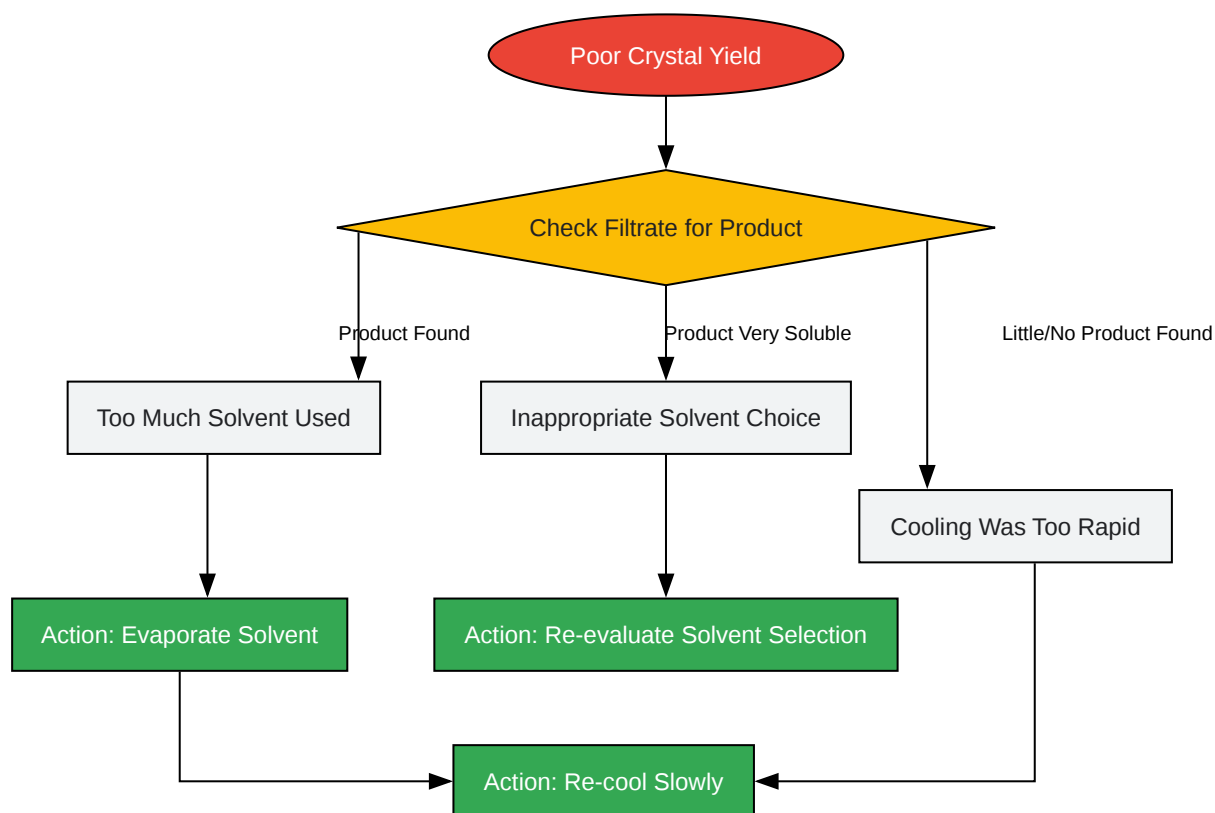 Poor Crystal Yield
Check Filtrate for Product
Product Found
Product Very Soluble
Little/No Product Found
Too Much Solvent Used
Inappropriate Solvent Choice
Cooling Was Too Rapid
Action: Evaporate Solvent
Action: Re-evaluate Solvent Selection
Action: Re-cool Slowly